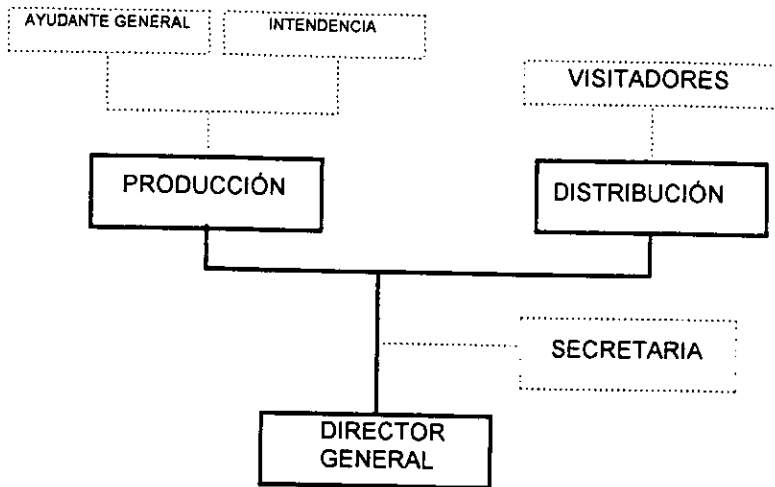 AYUDANTE GENERAL
INTENDENCIA
VISITADORES
PRODUCCIÓN
DISTRIBUCIÓN
SECRETARIA
DIRECTOR
GENERAL